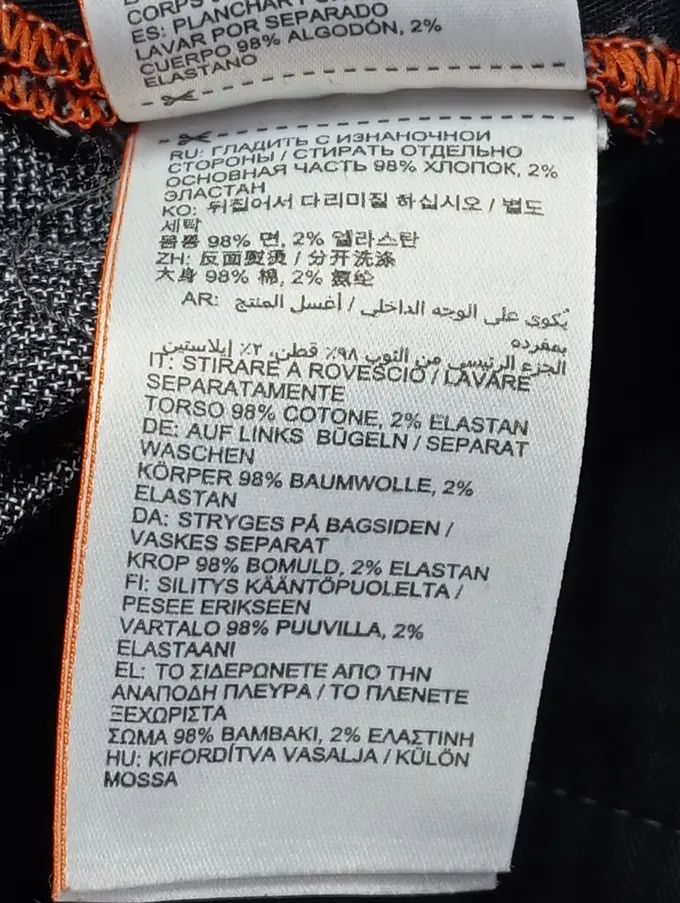 CORPS
ES: PLANCHAR POR
LAVAR POR SEPARADO
CUERPO 98% ALGODÓN, 2%
ELASTANO
RU: ГЛАДИТЬ С ИЗНАНОЧНОЙ
СТОРОНЫ / СТИРАТЬ ОТДЕЛЬНО
ОСНОВНАЯ ЧАСТЬ 98% ХЛОПОК, 2%
ЭЛАСТАН
KO: 뒤집어서 다리미질 하십시오 / 별도
세탁
몸통 98% 면, 2% 엘라스탄
ZH: 反面熨烫 / 分开洗涤
大身 98% 棉, 2% 氨纶
AR: يُكوى على الوجه الداخلي / أغسل المنتج
بمفرده
الجزء الرئيسي من الثوب ٩٨٪ قطن، ٢٪ إيلاستين
IT: STIRARE A ROVESCIO / LAVARE
SEPARATAMENTE
TORSO 98% COTONE, 2% ELASTAN
DE: AUF LINKS BÜGELN / SEPARAT
WASCHEN
KÖRPER 98% BAUMWOLLE, 2%
ELASTAN
DA: STRYGES PÅ BAGSIDEN /
VASKES SEPARAT
KROP 98% BOMULD, 2% ELASTAN
FI: SILITYS KÄÄNTÖPUOLELTA /
PESEE ERIKSEEN
VARTALO 98% PUUVILLA, 2%
ELASTAANI
EL: ΤΟ ΣΙΔΕΡΩΝΕΤΕ ΑΠΟ ΤΗΝ
ΑΝΑΠΟΔΗ ΠΛΕΥΡΑ / ΤΟ ΠΛΕΝΕΤΕ
ΞΕΧΩΡΙΣΤΑ
ΣΩΜΑ 98% ΒΑΜΒΑΚΙ, 2% ΕΛΑΣΤΙΝΗ
HU: KIFORDÍTVA VASALJA / KÜLÖN
MOSSA